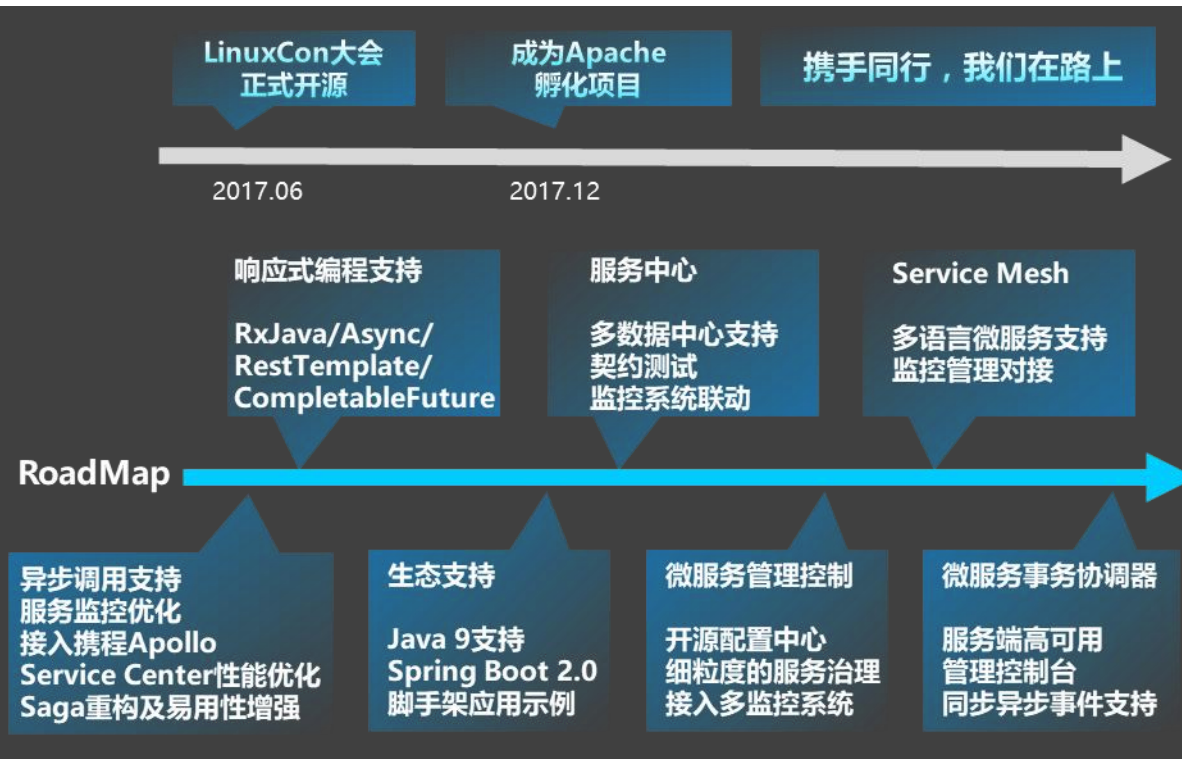 LinuxCon大会
正式开源
成为Apache
孵化项目
携手同行，我们在路上
2017.06
2017.12
响应式编程支持
RxJava/Async/
RestTemplate/
CompletableFuture
服务中心
多数据中心支持
契约测试
监控系统联动
Service Mesh
多语言微服务支持
监控管理对接
RoadMap
异步调用支持
服务监控优化
接入携程Apollo
Service Center性能优化
Saga重构及易用性增强
生态支持
Java 9支持
Spring Boot 2.0
脚手架应用示例
微服务管理控制
开源配置中心
细粒度的服务治理
接入多监控系统
微服务事务协调器
服务端高可用
管理控制台
同步异步事件支持